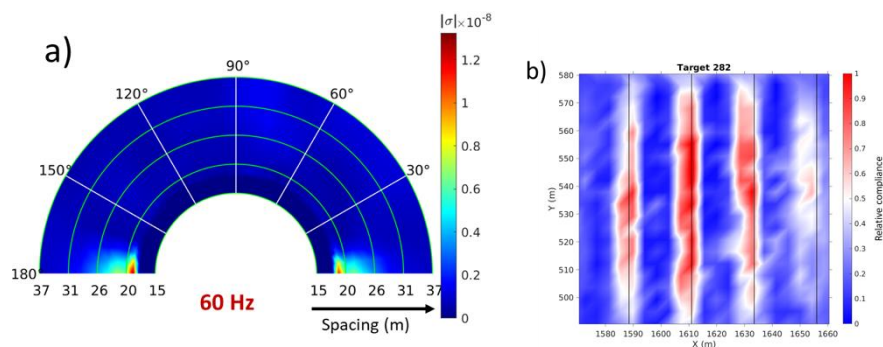 a)
|σ|×10⁻⁸
90°
120°
60°
150°
30°
180°
37 31 26 20 15
15 20 26 31 37
60 Hz
Spacing (m)
1.2
1
0.8
0.6
0.4
0.2
0
b)
Target 282
580
570
560
550
540
530
520
510
500
Y (m)
1580 1590 1600 1610 1620 1630 1640 1650 1660
X (m)
1
0.9
0.8
0.7
0.6
0.5
0.4
0.3
0.2
0.1
0
Relative compliance